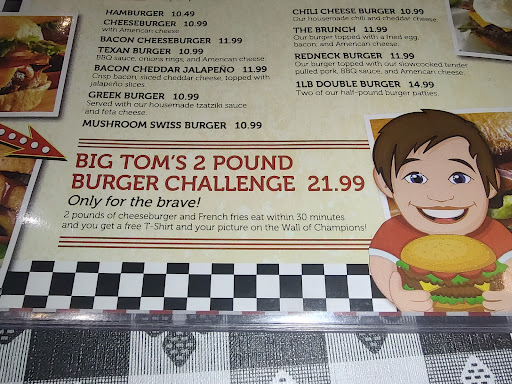 HAMBURGER 10.49
CHEESEBURGER 10.99
with American cheese
BACON CHEESEBURGER 11.99
TEXAN BURGER 10.99
BBQ sauce, onions rings, and American cheese
BACON CHEDDAR JALAPEÑO 11.99
Crisp bacon, sliced cheddar cheese, topped with
jalapeño slices
GREEK BURGER 10.99
Served with our housemade tzatziki sauce
and feta cheese
MUSHROOM SWISS BURGER 10.99
CHILI CHEESE BURGER 10.99
Our housemade chili and cheddar cheese
THE BRUNCH 11.99
Our burger topped with a fried egg,
bacon, and American cheese.
REDNECK BURGER 11.99
Our burger topped with our slowcooked tender
pulled pork, BBQ sauce, and American cheese.
1LB DOUBLE BURGER 14.99
Two of our half-pound burger patties.
BIG TOM'S 2 POUND
BURGER CHALLENGE 21.99
Only for the brave!
2 pounds of cheeseburger and French fries eat within 30 minutes
and you get a free T-Shirt and your picture on the Wall of Champions!